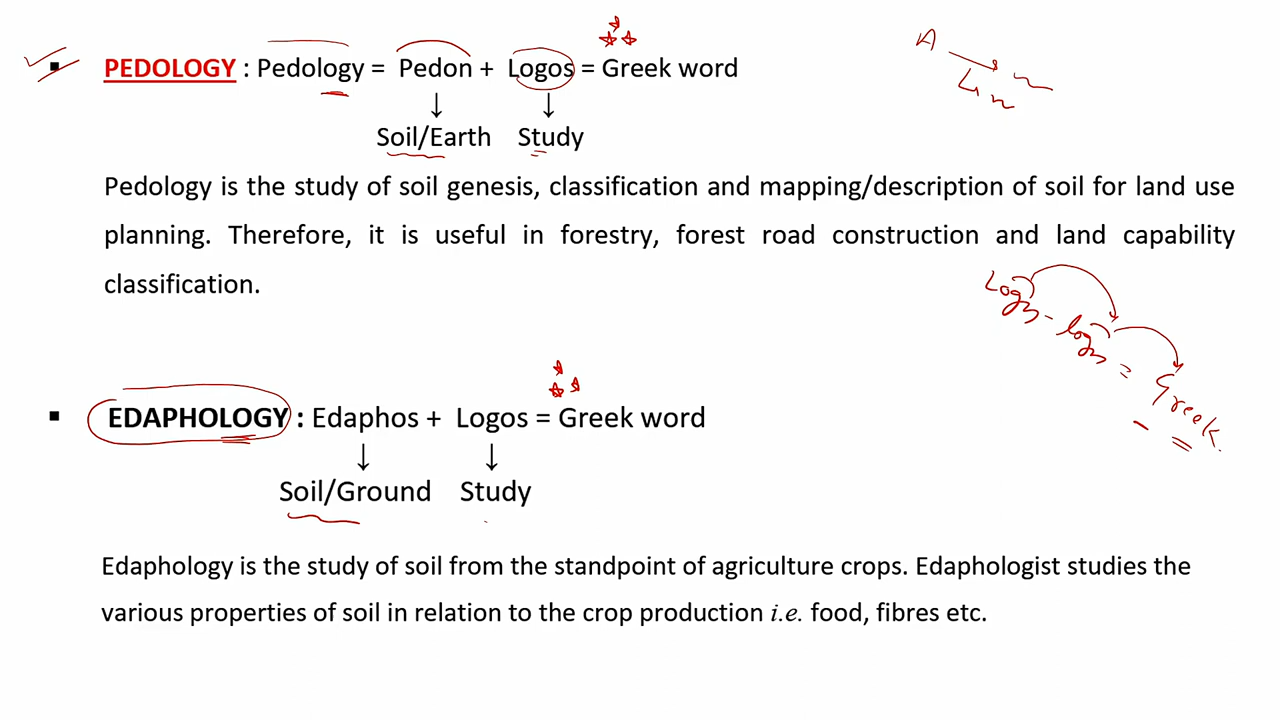 ▪ PEDOLOGY : Pedology = Pedon + Logos = Greek word
↓ ↓
Soil/Earth Study
Pedology is the study of soil genesis, classification and mapping/description of soil for land use
planning. Therefore, it is useful in forestry, forest road construction and land capability
classification.
▪ EDAPHOLOGY : Edaphos + Logos = Greek word
↓ ↓
Soil/Ground Study
Edaphology is the study of soil from the standpoint of agriculture crops. Edaphologist studies the
various properties of soil in relation to the crop production i.e. food, fibres etc.
A
Logy - logy = Greek